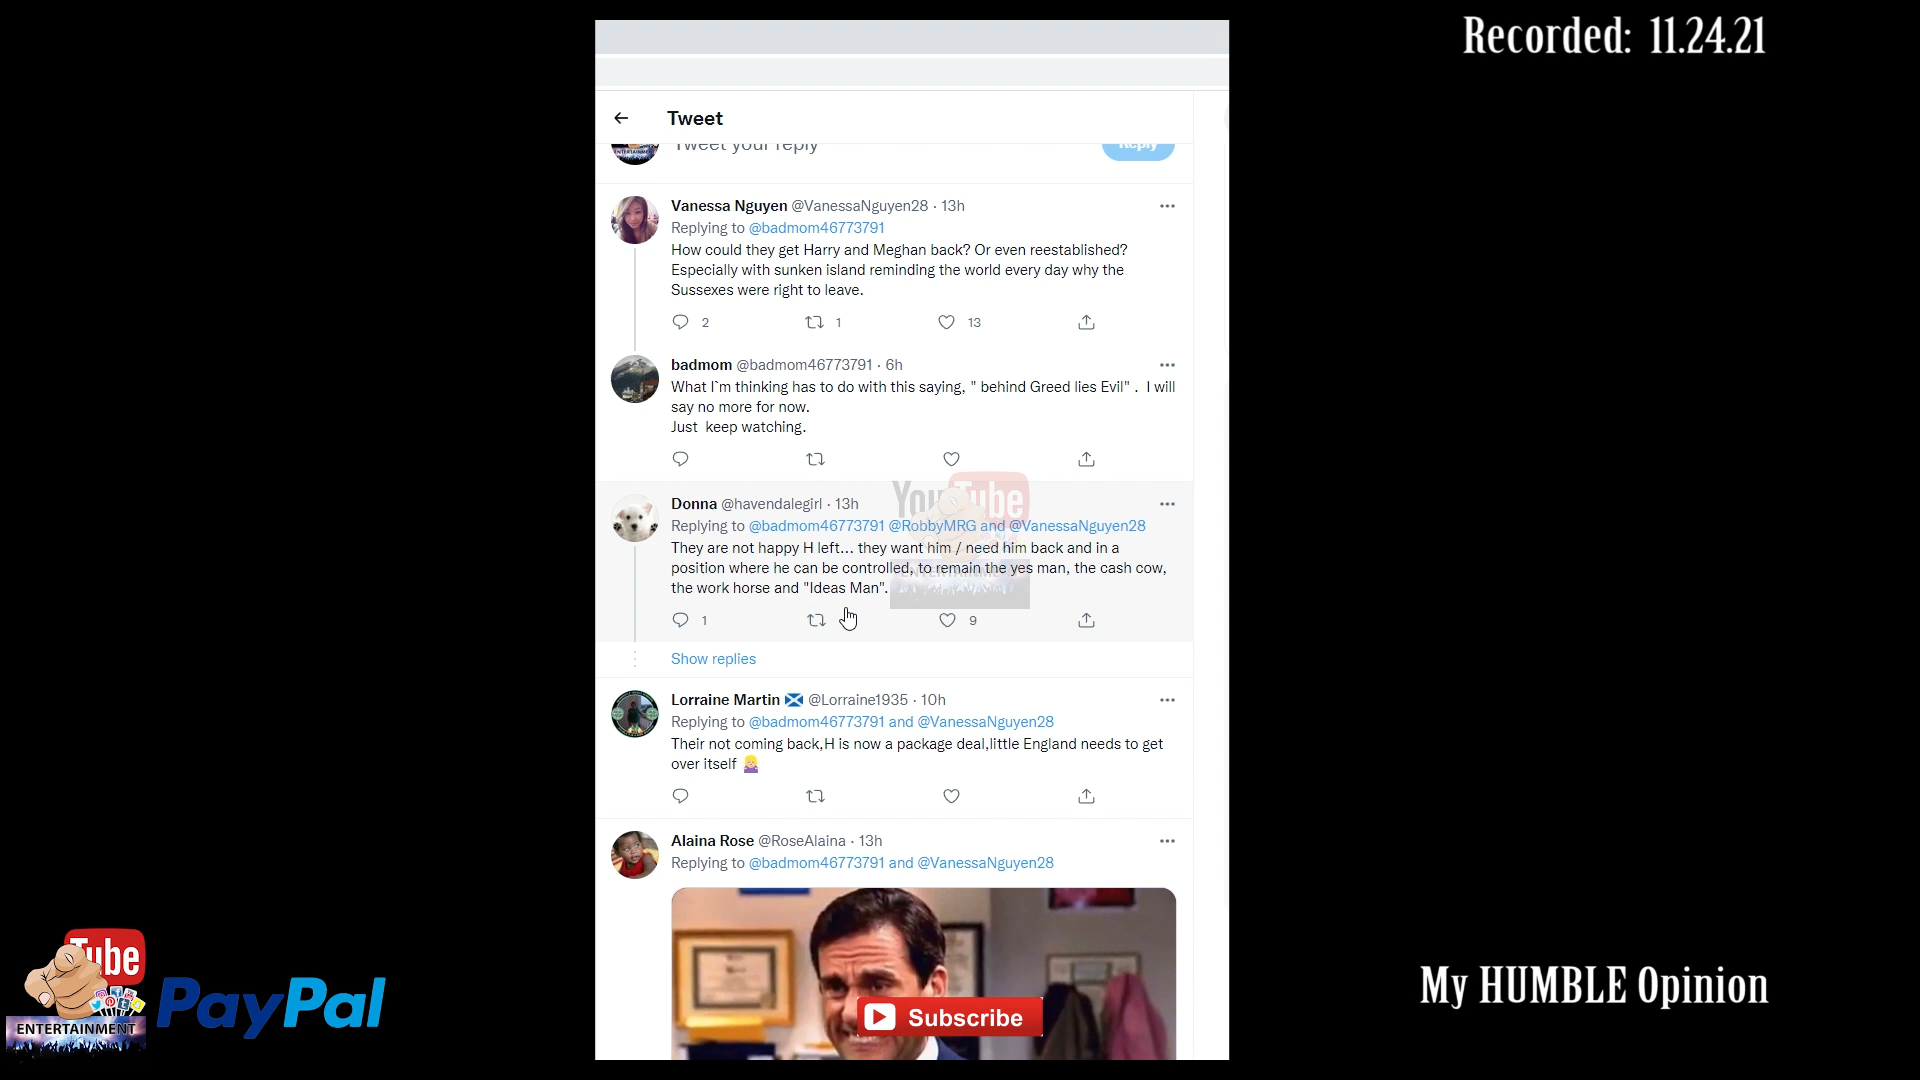 Recorded: 11.24.21
Tweet
Tweet your reply
Reply
Vanessa Nguyen @VanessaNguyen28 · 13h
Replying to @badmom46773791
How could they get Harry and Meghan back? Or even reestablished?
Especially with sunken island reminding the world every day why the
Sussexes were right to leave.
2 1 13
badmom @badmom46773791 · 6h
What I`m thinking has to do with this saying, " behind Greed lies Evil" . I will
say no more for now.
Just keep watching.
YouTube
Donna @havendalegirl · 13h
Replying to @badmom46773791 @RobbyMRG and @VanessaNguyen28
They are not happy H left... they want him / need him back and in a
position where he can be controlled, to remain the yes man, the cash cow,
the work horse and "Ideas Man".
ENTERTAINMENT
1 9
Show replies
Lorraine Martin @Lorraine1935 · 10h
Replying to @badmom46773791 and @VanessaNguyen28
Their not coming back,H is now a package deal,little England needs to get
over itself
Alaina Rose @RoseAlaina · 13h
Replying to @badmom46773791 and @VanessaNguyen28
Subscribe
Tube
ENTERTAINMENT
PayPal
My HUMBLE Opinion